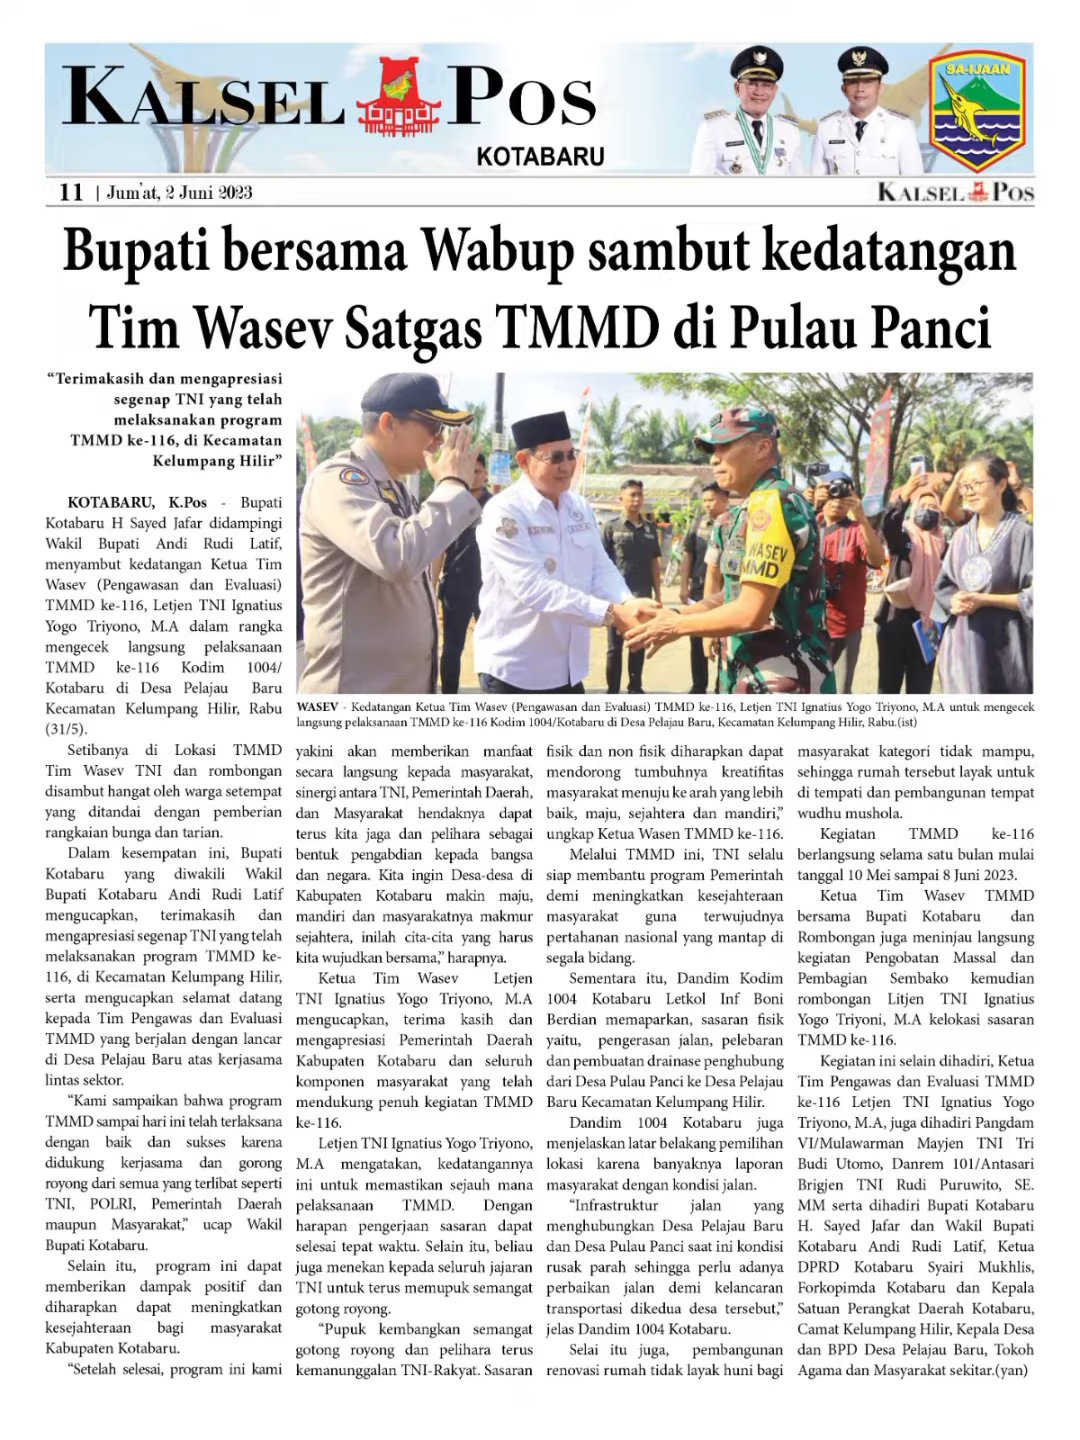 KALSEL POS
KOTABARU
SA-IJAAN
11 | Jum'at, 2 Juni 2023
KALSEL POS
Bupati bersama Wabup sambut kedatangan
Tim Wasev Satgas TMMD di Pulau Panci
“Terimakasih dan mengapresiasi
segenap TNI yang telah
melaksanakan program
TMMD ke-116, di Kecamatan
Kelumpang Hilir”
WASEV
TMMD
WASEV - Kedatangan Ketua Tim Wasev (Pengawasan dan Evaluasi) TMMD ke-116, Letjen TNI Ignatius Yogo Triyono, M.A untuk mengecek
langsung pelaksanaan TMMD ke-116 Kodim 1004/Kotabaru di Desa Pelajau Baru, Kecamatan Kelumpang Hilir, Rabu.(ist)
KOTABARU, K.Pos - Bupati
Kotabaru H Sayed Jafar didampingi
Wakil Bupati Andi Rudi Latif,
menyambut kedatangan Ketua Tim
Wasev (Pengawasan dan Evaluasi)
TMMD ke-116, Letjen TNI Ignatius
Yogo Triyono, M.A dalam rangka
mengecek langsung pelaksanaan
TMMD ke-116 Kodim 1004/
Kotabaru di Desa Pelajau Baru
Kecamatan Kelumpang Hilir, Rabu
(31/5).
Setibanya di Lokasi TMMD
Tim Wasev TNI dan rombongan
disambut hangat oleh warga setempat
yang ditandai dengan pemberian
rangkaian bunga dan tarian.
Dalam kesempatan ini, Bupati
Kotabaru yang diwakili Wakil
Bupati Kotabaru Andi Rudi Latif
mengucapkan, terimakasih dan
mengapresiasi segenap TNI yang telah
melaksanakan program TMMD ke-
116, di Kecamatan Kelumpang Hilir,
serta mengucapkan selamat datang
kepada Tim Pengawas dan Evaluasi
TMMD yang berjalan dengan lancar
di Desa Pelajau Baru atas kerjasama
lintas sektor.
“Kami sampaikan bahwa program
TMMD sampai hari ini telah terlaksana
dengan baik dan sukses karena
didukung kerjasama dan gorong
royong dari semua yang terlibat seperti
TNI, POLRI, Pemerintah Daerah
maupun Masyarakat,” ucap Wakil
Bupati Kotabaru.
Selain itu, program ini dapat
memberikan dampak positif dan
diharapkan dapat meningkatkan
kesejahteraan bagi masyarakat
Kabupaten Kotabaru.
“Setelah selesai, program ini kami
yakini akan memberikan manfaat
secara langsung kepada masyarakat,
sinergi antara TNI, Pemerintah Daerah,
dan Masyarakat hendaknya dapat
terus kita jaga dan pelihara sebagai
bentuk pengabdian kepada bangsa
dan negara. Kita ingin Desa-desa di
Kabupaten Kotabaru makin maju,
mandiri dan masyarakatnya makmur
sejahtera, inilah cita-cita yang harus
kita wujudkan bersama,” harapnya.
Ketua Tim Wasev Letjen
TNI Ignatius Yogo Triyono, M.A
mengucapkan, terima kasih dan
mengapresiasi Pemerintah Daerah
Kabupaten Kotabaru dan seluruh
komponen masyarakat yang telah
mendukung penuh kegiatan TMMD
ke-116.
Letjen TNI Ignatius Yogo Triyono,
M.A mengatakan, kedatangannya
ini untuk memastikan sejauh mana
pelaksanaan TMMD. Dengan
harapan pengerjaan sasaran dapat
selesai tepat waktu. Selain itu, beliau
juga menekan kepada seluruh jajaran
TNI untuk terus memupuk semangat
gotong royong.
“Pupuk kembangkan semangat
gotong royong dan pelihara terus
kemanunggalan TNI-Rakyat. Sasaran
fisik dan non fisik diharapkan dapat
mendorong tumbuhnya kreatifitas
masyarakat menuju ke arah yang lebih
baik, maju, sejahtera dan mandiri,”
ungkap Ketua Wasen TMMD ke-116.
Melalui TMMD ini, TNI selalu
siap membantu program Pemerintah
demi meningkatkan kesejahteraan
masyarakat guna terwujudnya
pertahanan nasional yang mantap di
segala bidang.
Sementara itu, Dandim Kodim
1004 Kotabaru Letkol Inf Boni
Berdian memaparkan, sasaran fisik
yaitu, pengerasan jalan, pelebaran
dan pembuatan drainase penghubung
dari Desa Pulau Panci ke Desa Pelajau
Baru Kecamatan Kelumpang Hilir.
Dandim 1004 Kotabaru juga
menjelaskan latar belakang pemilihan
lokasi karena banyaknya laporan
masyarakat dengan kondisi jalan.
“Infrastruktur jalan yang
menghubungkan Desa Pelajau Baru
dan Desa Pulau Panci saat ini kondisi
rusak parah sehingga perlu adanya
perbaikan jalan demi kelancaran
transportasi dikedua desa tersebut,”
jelas Dandim 1004 Kotabaru.
Selai itu juga, pembangunan
renovasi rumah tidak layak huni bagi
masyarakat kategori tidak mampu,
sehingga rumah tersebut layak untuk
di tempati dan pembangunan tempat
wudhu mushola.
Kegiatan TMMD ke-116
berlangsung selama satu bulan mulai
tanggal 10 Mei sampai 8 Juni 2023.
Ketua Tim Wasev TMMD
bersama Bupati Kotabaru dan
Rombongan juga meninjau langsung
kegiatan Pengobatan Massal dan
Pembagian Sembako kemudian
rombongan Litjen TNI Ignatius
Yogo Triyoni, M.A kelokasi sasaran
TMMD ke-116.
Kegiatan ini selain dihadiri, Ketua
Tim Pengawas dan Evaluasi TMMD
ke-116 Letjen TNI Ignatius Yogo
Triyono, M.A, juga dihadiri Pangdam
VI/Mulawarman Mayjen TNI Tri
Budi Utomo, Danrem 101/Antasari
Brigjen TNI Rudi Puruwito, SE.
MM serta dihadiri Bupati Kotabaru
H. Sayed Jafar dan Wakil Bupati
Kotabaru Andi Rudi Latif, Ketua
DPRD Kotabaru Syairi Mukhlis,
Forkopimda Kotabaru dan Kepala
Satuan Perangkat Daerah Kotabaru,
Camat Kelumpang Hilir, Kepala Desa
dan BPD Desa Pelajau Baru, Tokoh
Agama dan Masyarakat sekitar.(yan)